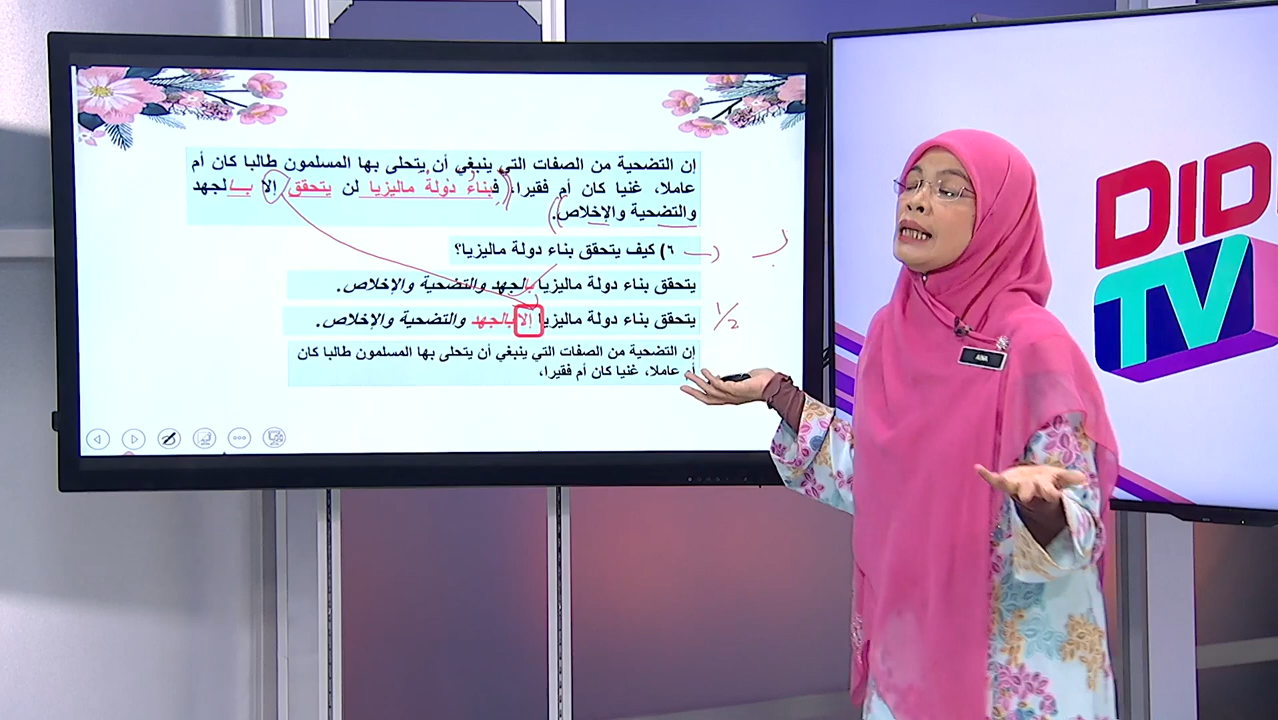 إن التضحية من الصفات التي ينبغي أن يتحلى بها المسلمون طالبا كان أم
عاملا، غنيا كان أم فقيرا، فبناء دولة ماليزيا لن يتحقق إلا بالجهد
والتضحية والإخلاص.
٦) كيف يتحقق بناء دولة ماليزيا؟
يتحقق بناء دولة ماليزيا بالجهد والتضحية والإخلاص.
يتحقق بناء دولة ماليزيا إلا بالجهد والتضحية والإخلاص.
1/2
إن التضحية من الصفات التي ينبغي أن يتحلى بها المسلمون طالبا كان
أم عاملا، غنيا كان أم فقيرا،
DID
TV
AINA